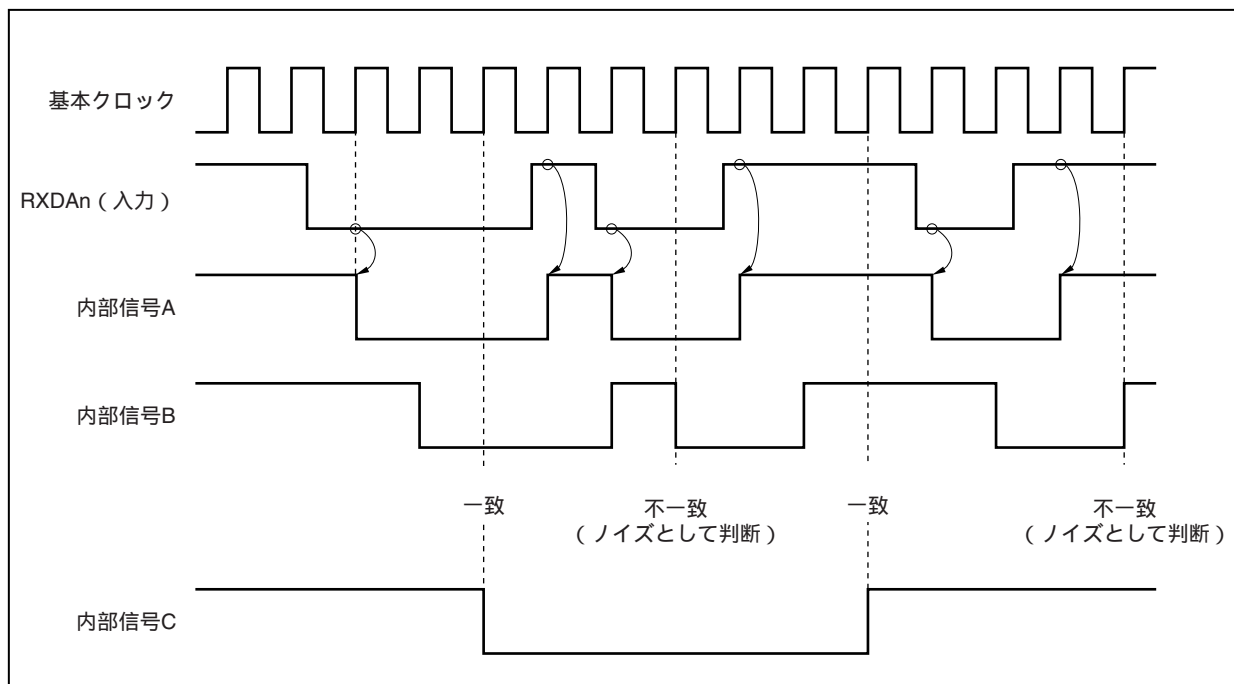 基本クロック
RXDAn（入力）
内部信号A
内部信号B
一致
不一致
（ノイズとして判断）
一致
不一致
（ノイズとして判断）
内部信号C